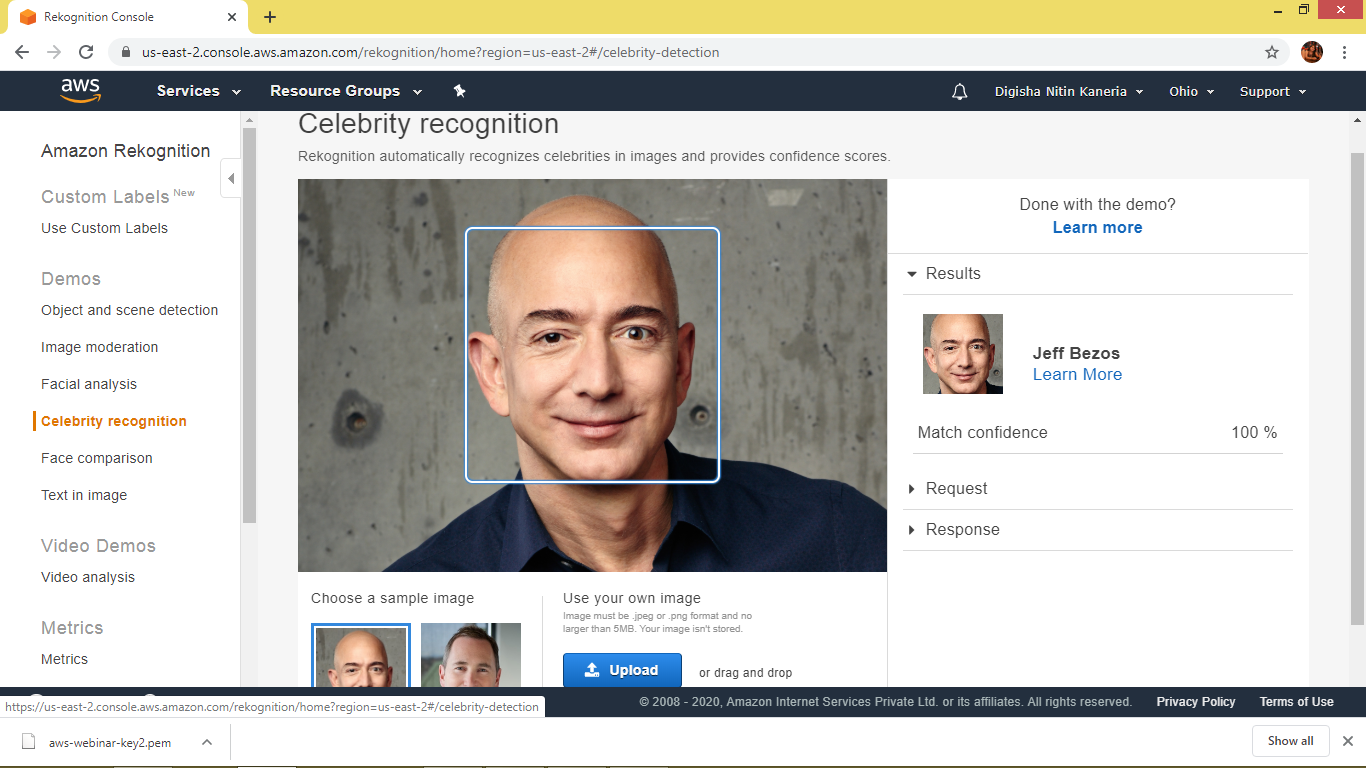 Rekognition Console
us-east-2.console.aws.amazon.com/rekognition/home?region=us-east-2#/celebrity-detection
aws
Services
Resource Groups
Digisha Nitin Kaneria
Ohio
Support
Amazon Rekognition
Custom Labels New
Use Custom Labels
Demos
Object and scene detection
Image moderation
Facial analysis
Celebrity recognition
Face comparison
Text in image
Video Demos
Video analysis
Metrics
Metrics
Celebrity recognition
Rekognition automatically recognizes celebrities in images and provides confidence scores.
Done with the demo?
Learn more
Results
Jeff Bezos
Learn More
Match confidence
100 %
Request
Response
Choose a sample image
Use your own image
Image must be .jpeg or .png format and no
larger than 5MB. Your image isn't stored.
Upload
or drag and drop
© 2008 - 2020, Amazon Internet Services Private Ltd. or its affiliates. All rights reserved.
Privacy Policy
Terms of Use
https://us-east-2.console.aws.amazon.com/rekognition/home?region=us-east-2#/celebrity-detection
aws-webinar-key2.pem
Show all